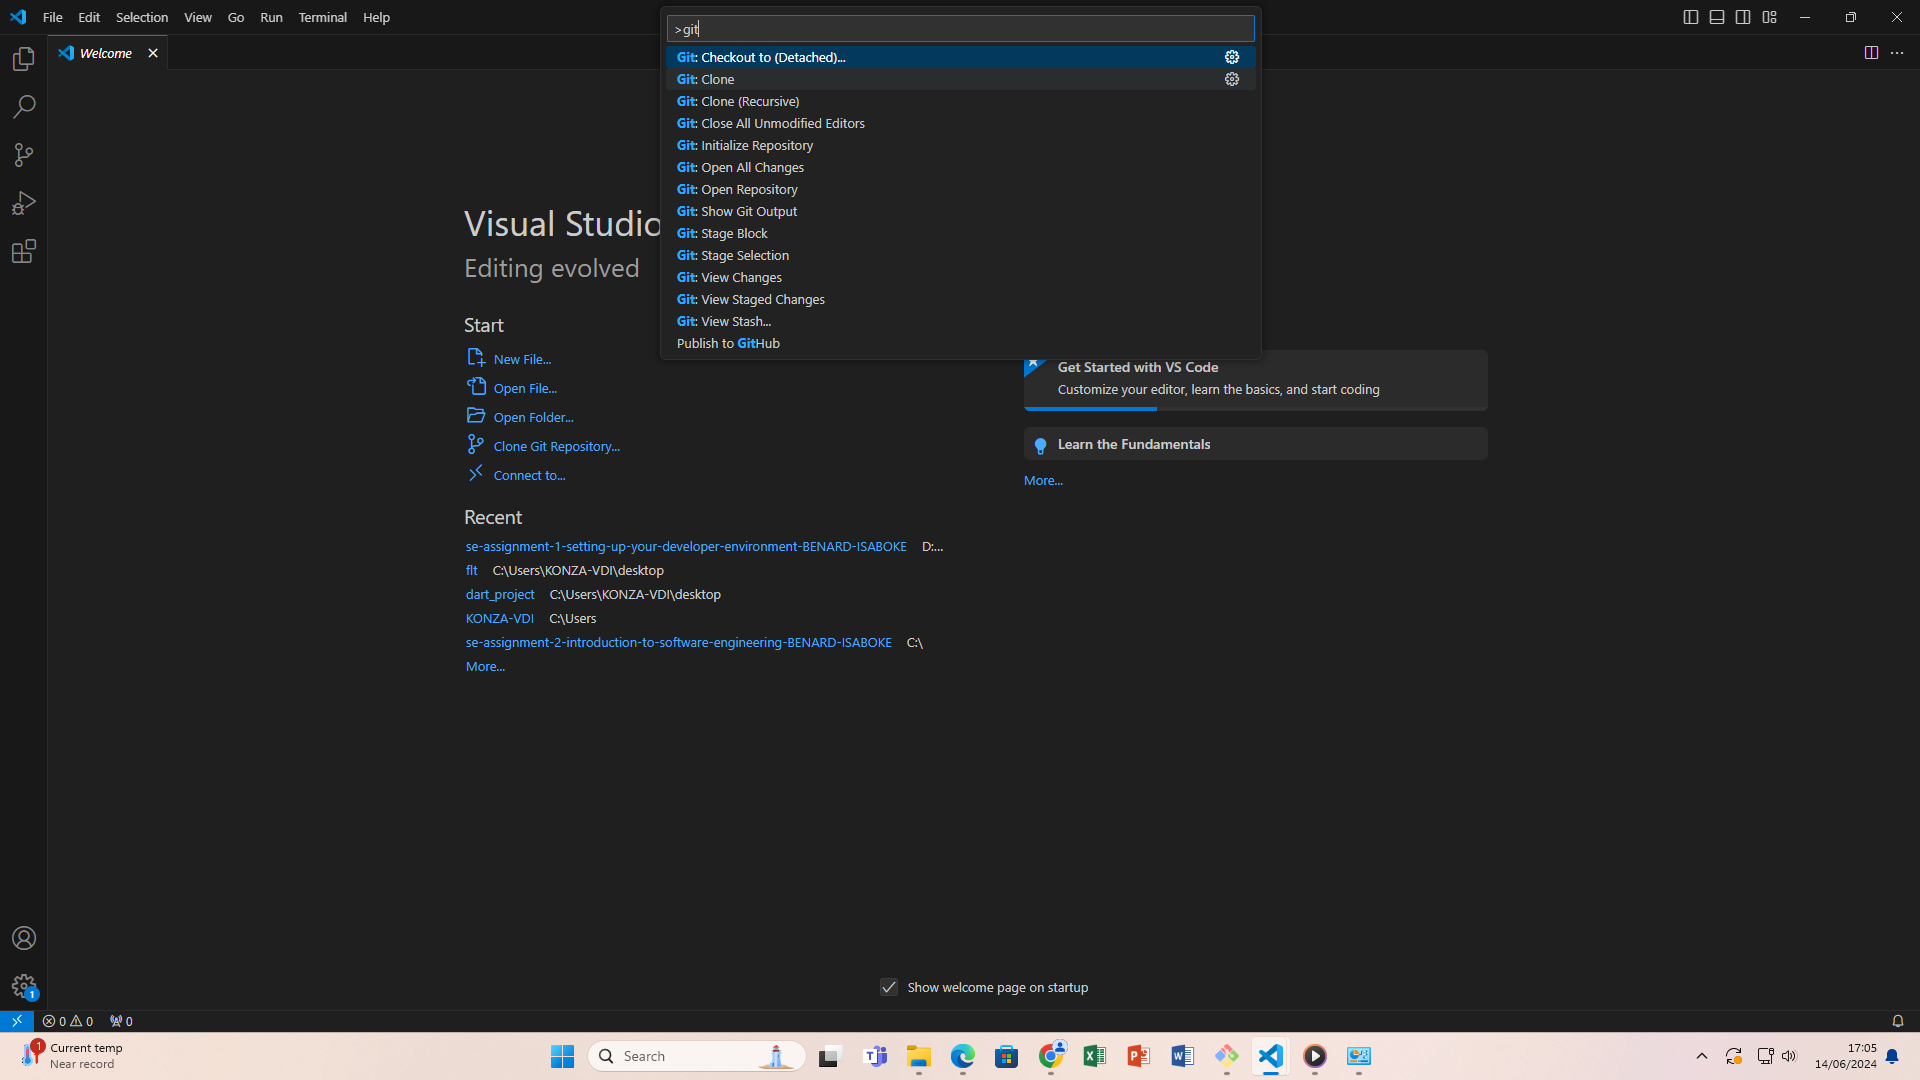 File Edit Selection View Go Run Terminal Help
>git
Welcome
Git: Checkout to (Detached)...
Git: Clone
Git: Clone (Recursive)
Git: Close All Unmodified Editors
Git: Initialize Repository
Git: Open All Changes
Git: Open Repository
Git: Show Git Output
Git: Stage Block
Git: Stage Selection
Git: View Changes
Git: View Staged Changes
Git: View Stash...
Publish to GitHub
Visual Studio
Editing evolved
Start
New File...
Open File...
Open Folder...
Clone Git Repository...
Connect to...
Recent
se-assignment-1-setting-up-your-developer-environment-BENARD-ISABOKE D:...
flt C:\Users\KONZA-VDI\desktop
dart_project C:\Users\KONZA-VDI\desktop
KONZA-VDI C:\Users
se-assignment-2-introduction-to-software-engineering-BENARD-ISABOKE C:\
More...
Get Started with VS Code
Customize your editor, learn the basics, and start coding
Learn the Fundamentals
More...
Show welcome page on startup
1
0 0 0
1
Current temp
Near record
Search
17:05
14/06/2024